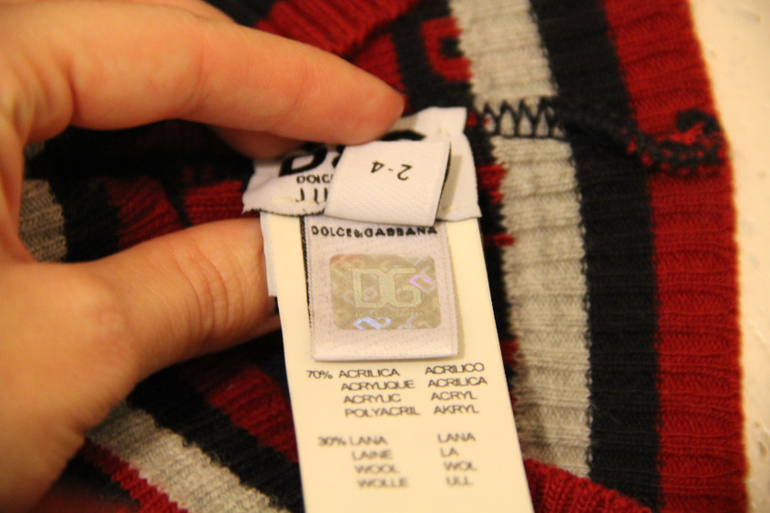 D&G
DOLCE
2-4
DOLCE&GABBANA
DG
70% ACRILICA ACRILICO
ACRYLIQUE ACRILICA
ACRYLIC ACRYL
POLYACRIL AKRYL
30% LANA LANA
LAINE LA
WOOL WOL
WOLLE ULL